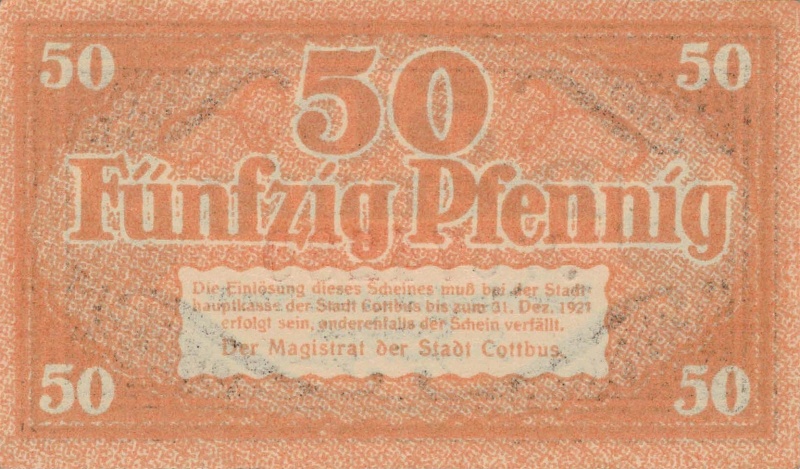 50 50 50
Fünfzig Pfennig
Die Einlösung dieses Scheines muß bei der Stadt-
hauptkasse der Stadt Cottbus bis zum 31. Dez. 1921
erfolgt sein, anderenfalls der Schein verfällt.
Der Magistrat der Stadt Cottbus.
50 50